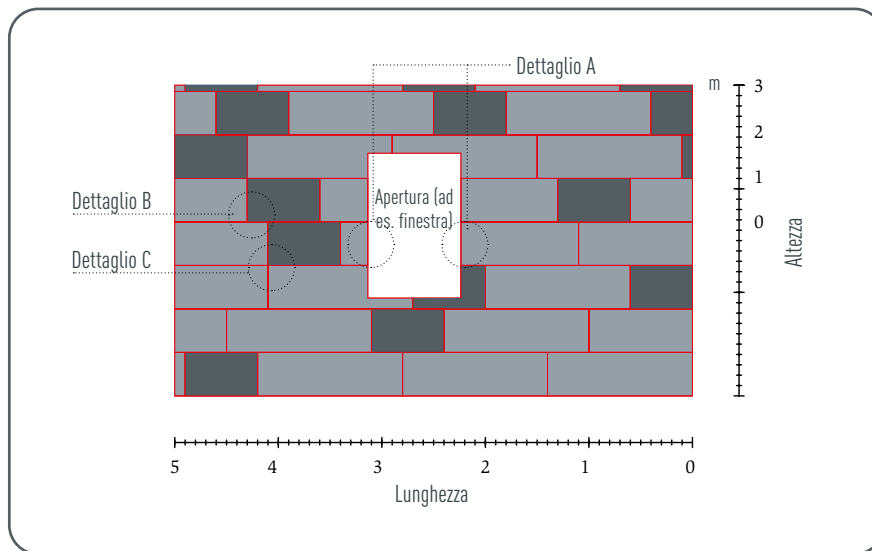 Dettaglio A
m
3
2
1
0
Altezza
Apertura (ad
es. finestra)
Dettaglio B
Dettaglio C
5 4 3 2 1 0
Lunghezza